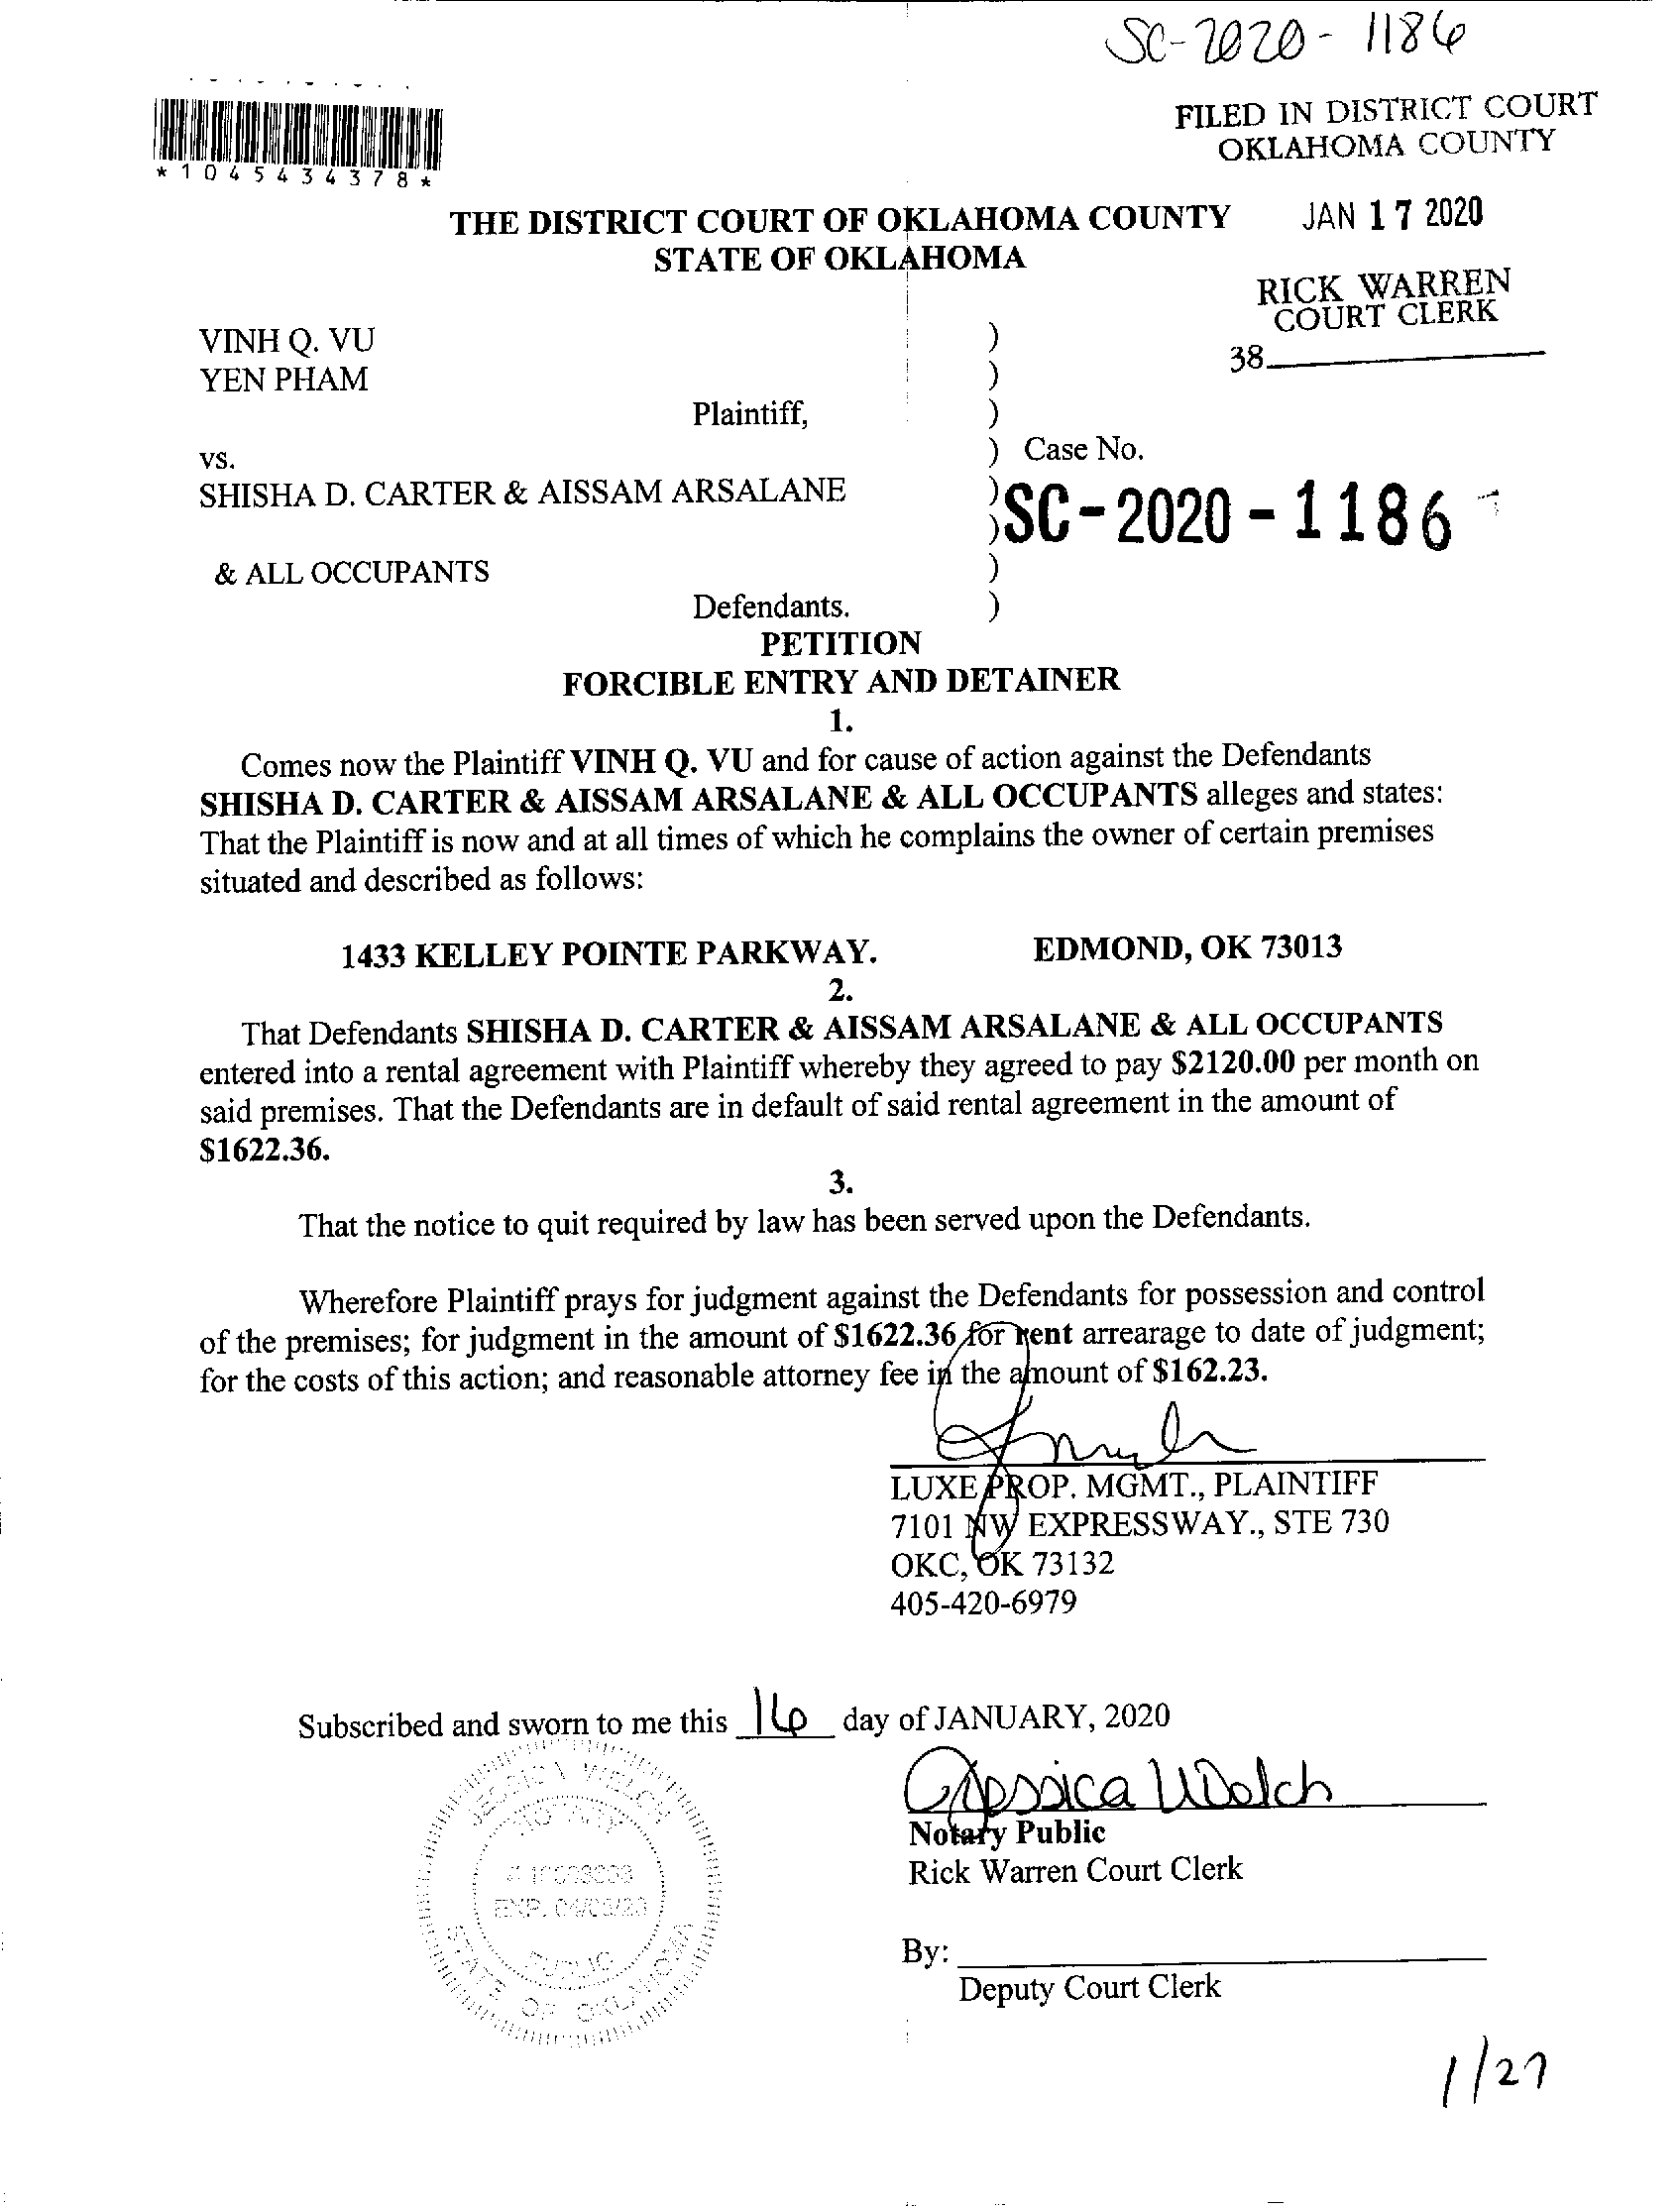 SC-2020-1186
FILED IN DISTRICT COURT
OKLAHOMA COUNTY
*1045434378*
THE DISTRICT COURT OF OKLAHOMA COUNTY
STATE OF OKLAHOMA
JAN 17 2020
RICK WARREN
COURT CLERK
38
VINH Q. VU )
YEN PHAM )
Plaintiff, )
vs. ) Case No.
SHISHA D. CARTER & AISSAM ARSALANE )
) SC-2020-1186
& ALL OCCUPANTS )
Defendants. )
PETITION
FORCIBLE ENTRY AND DETAINER
1.
Comes now the Plaintiff VINH Q. VU and for cause of action against the Defendants
SHISHA D. CARTER & AISSAM ARSALANE & ALL OCCUPANTS alleges and states:
That the Plaintiff is now and at all times of which he complains the owner of certain premises
situated and described as follows:
1433 KELLEY POINTE PARKWAY. EDMOND, OK 73013
2.
That Defendants SHISHA D. CARTER & AISSAM ARSALANE & ALL OCCUPANTS
entered into a rental agreement with Plaintiff whereby they agreed to pay $2120.00 per month on
said premises. That the Defendants are in default of said rental agreement in the amount of
$1622.36.
3.
That the notice to quit required by law has been served upon the Defendants.
Wherefore Plaintiff prays for judgment against the Defendants for possession and control
of the premises; for judgment in the amount of $1622.36 for rent arrearage to date of judgment;
for the costs of this action; and reasonable attorney fee in the amount of $162.23.
LUXE PROP. MGMT., PLAINTIFF
7101 NW EXPRESSWAY., STE 730
OKC, OK 73132
405-420-6979
Subscribed and sworn to me this 16 day of JANUARY, 2020
Jessica Welch
Notary Public
Rick Warren Court Clerk
By:
Deputy Court Clerk
JESSICA WELCH
NOTARY
PUBLIC
STATE OF OKLAHOMA
1/27